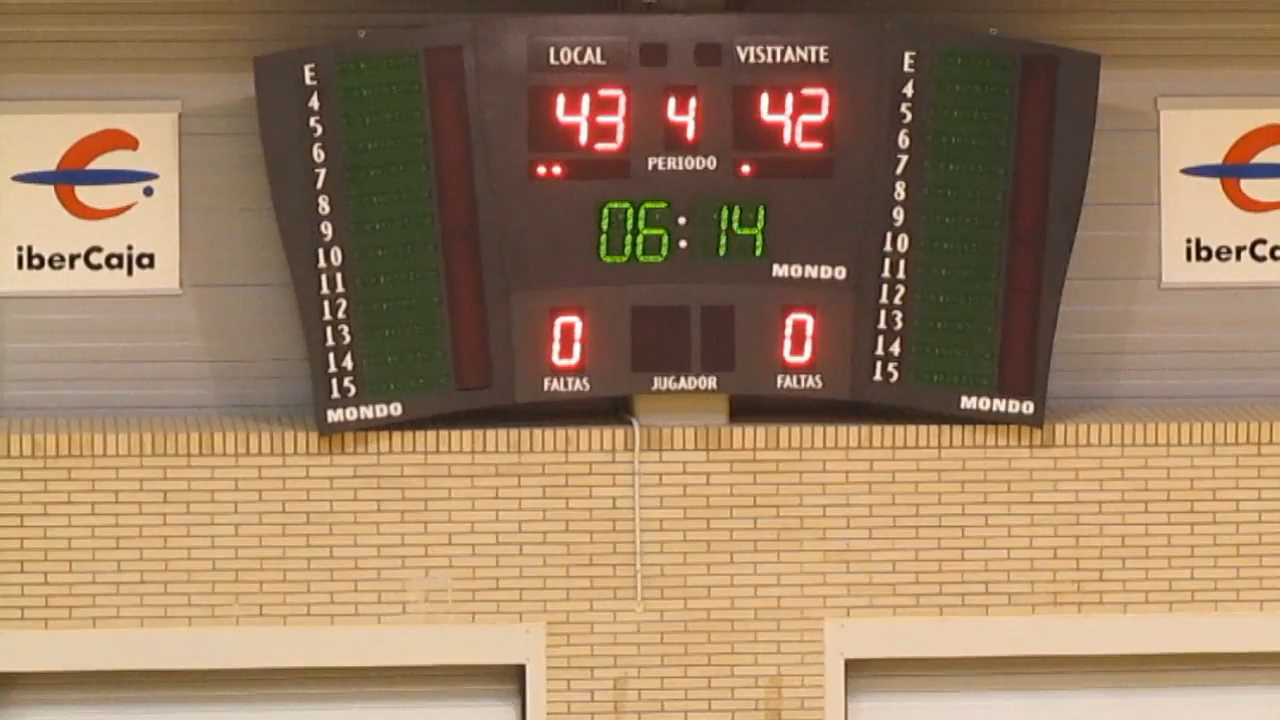 LOCAL
VISITANTE
43 4 42
PERIODO
06:14
MONDO
0
0
FALTAS
JUGADOR
FALTAS
E
4
5
6
7
8
9
10
11
12
13
14
15
MONDO
E
4
5
6
7
8
9
10
11
12
13
14
15
MONDO
iberCaja
iberCa